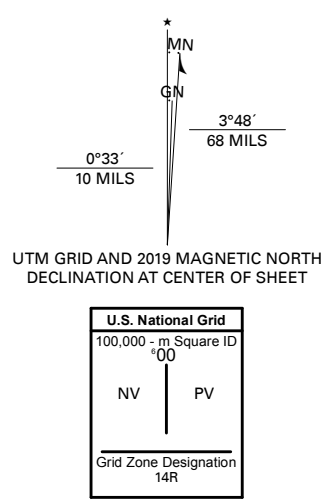 ★
MN
GN
3°48´
68 MILS
0°33´
10 MILS
UTM GRID AND 2019 MAGNETIC NORTH
DECLINATION AT CENTER OF SHEET
U.S. National Grid
100,000 - m Square ID
⁶00
NV PV
Grid Zone Designation
14R